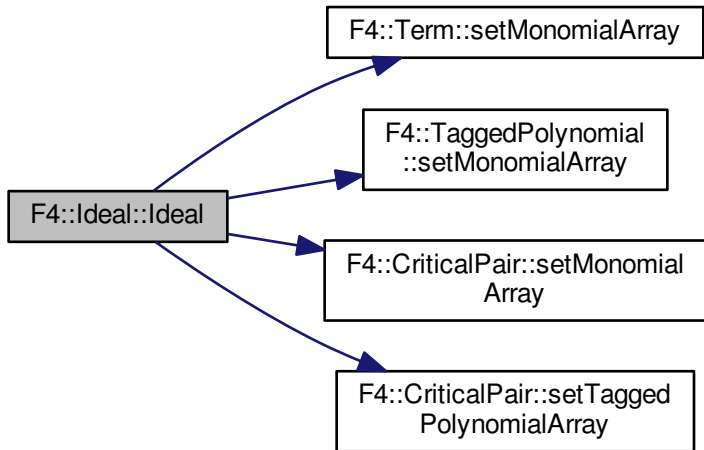 F4::Term::setMonomialArray
F4::TaggedPolynomial
::setMonomialArray
F4::Ideal::Ideal
F4::CriticalPair::setMonomial
Array
F4::CriticalPair::setTagged
PolynomialArray